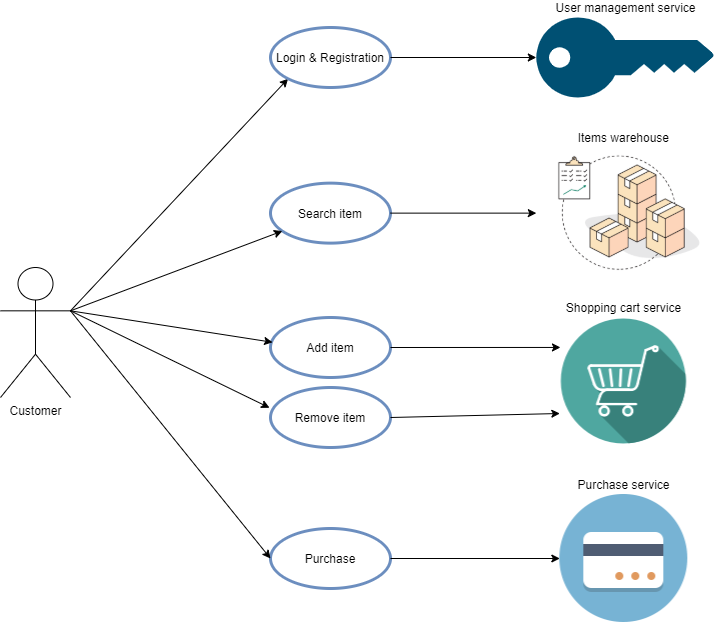 User management service
Login & Registration
Items warehouse
Search item
Shopping cart service
Add item
Remove item
Customer
Purchase service
Purchase